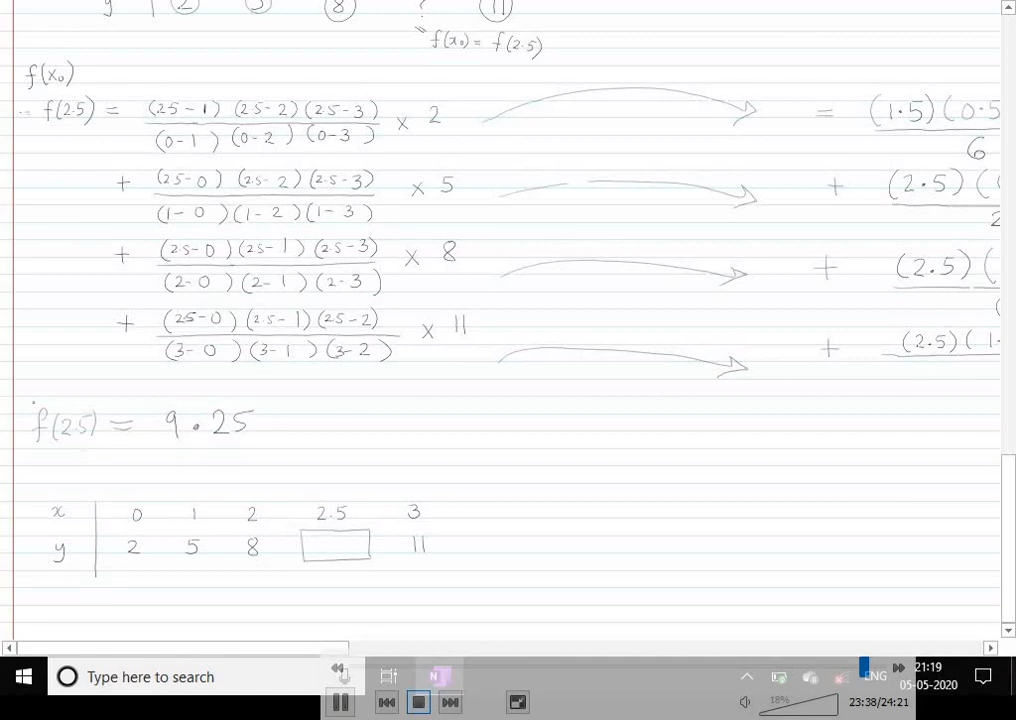 y 1 2 5 8 ? 11
f(x₀) = f(2.5)
f(x₀)
f(2.5) = (2.5-1) (2.5-2) (2.5-3) / (0-1) (0-2) (0-3) × 2 = (1.5) (0.5 / 6
+ (2.5-0) (2.5-2) (2.5-3) / (1-0) (1-2) (1-3) × 5 + (2.5) ( / 2
+ (2.5-0) (2.5-1) (2.5-3) / (2-0) (2-1) (2-3) × 8 + (2.5) (
+ (2.5-0) (2.5-1) (2.5-2) / (3-0) (3-1) (3-2) × 11 + (2.5) (1.
f(2.5) = 9.25
x 0 1 2 2.5 3
y 2 5 8 11
Type here to search
ENG
21:19
05-05-2020
18%
23:38/24:21